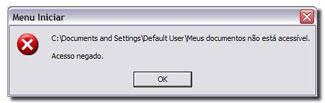 Menu Iniciar
C:\Documents and Settings\Default User\Meus documentos não está acessível.
Acesso negado.
OK